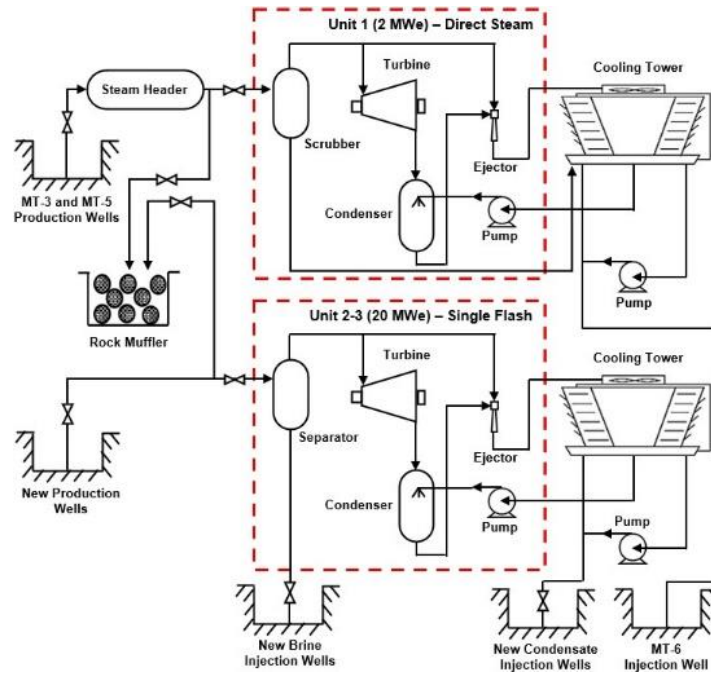 Unit 1 (2 MWe) – Direct Steam
Turbine
Cooling Tower
Steam Header
Scrubber
Ejector
MT-3 and MT-5
Production Wells
Condenser
Pump
Pump
Rock Muffler
Unit 2-3 (20 MWe) – Single Flash
Turbine
Cooling Tower
Separator
Ejector
New Production
Wells
Condenser
Pump
Pump
New Brine
Injection Wells
New Condensate
Injection Wells
MT-6
Injection Well